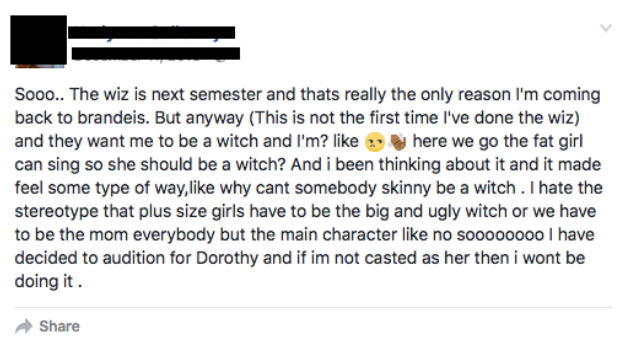 Sooo.. The wiz is next semester and thats really the only reason I'm coming
back to brandeis. But anyway (This is not the first time I've done the wiz)
and they want me to be a witch and I'm? like 😒 👋🏾 here we go the fat girl
can sing so she should be a witch? And i been thinking about it and it made
feel some type of way,like why cant somebody skinny be a witch . I hate the
stereotype that plus size girls have to be the big and ugly witch or we have
to be the mom everybody but the main character like no soooooooo I have
decided to audition for Dorothy and if im not casted as her then i wont be
doing it .
Share